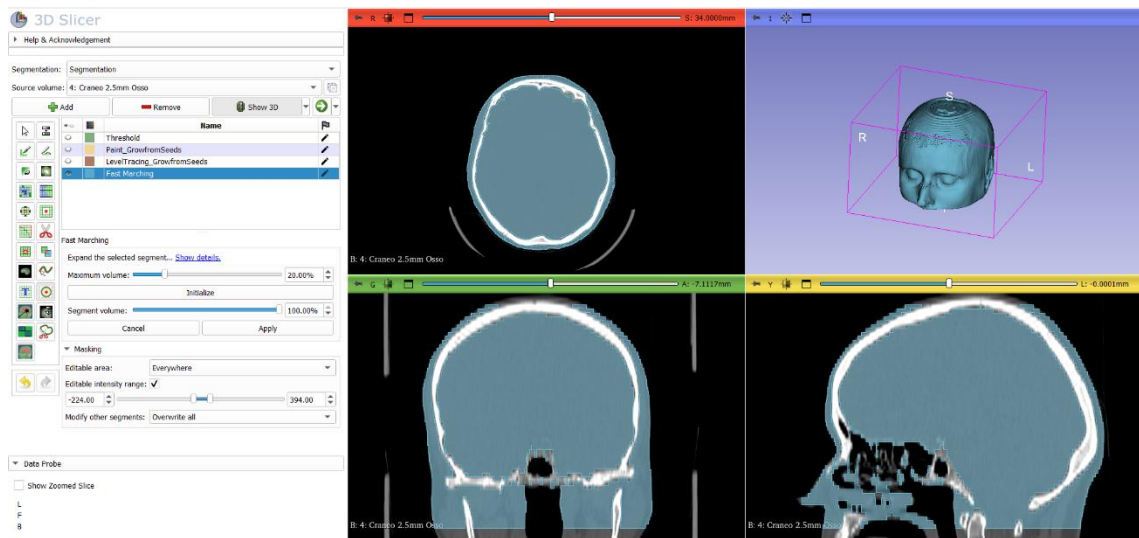 3D Slicer
Help & Acknowledgement
Segmentation: Segmentation
Source volume: 4: Craneo 2.5mm Osso
Add Remove Show 3D
Name
Threshold
Paint_GrowfromSeeds
LevelTracing_GrowfromSeeds
Fast Marching
Fast Marching
Expand the selected segment... Show details.
Maximum volume: 20.00%
Initialize
Segment volume: 100.00%
Cancel Apply
Masking
Editable area: Everywhere
Editable intensity range:
-224.00 394.00
Modify other segments: Overwrite all
Data Probe
Show Zoomed Slice
L
F
B
R S: 34.0000mm
B: 4: Craneo 2.5mm Osso
1
S
R
L
G A: -7.1117mm
B: 4: Craneo 2.5mm Osso
Y L: -0.0001mm
B: 4: Craneo 2.5mm Osso